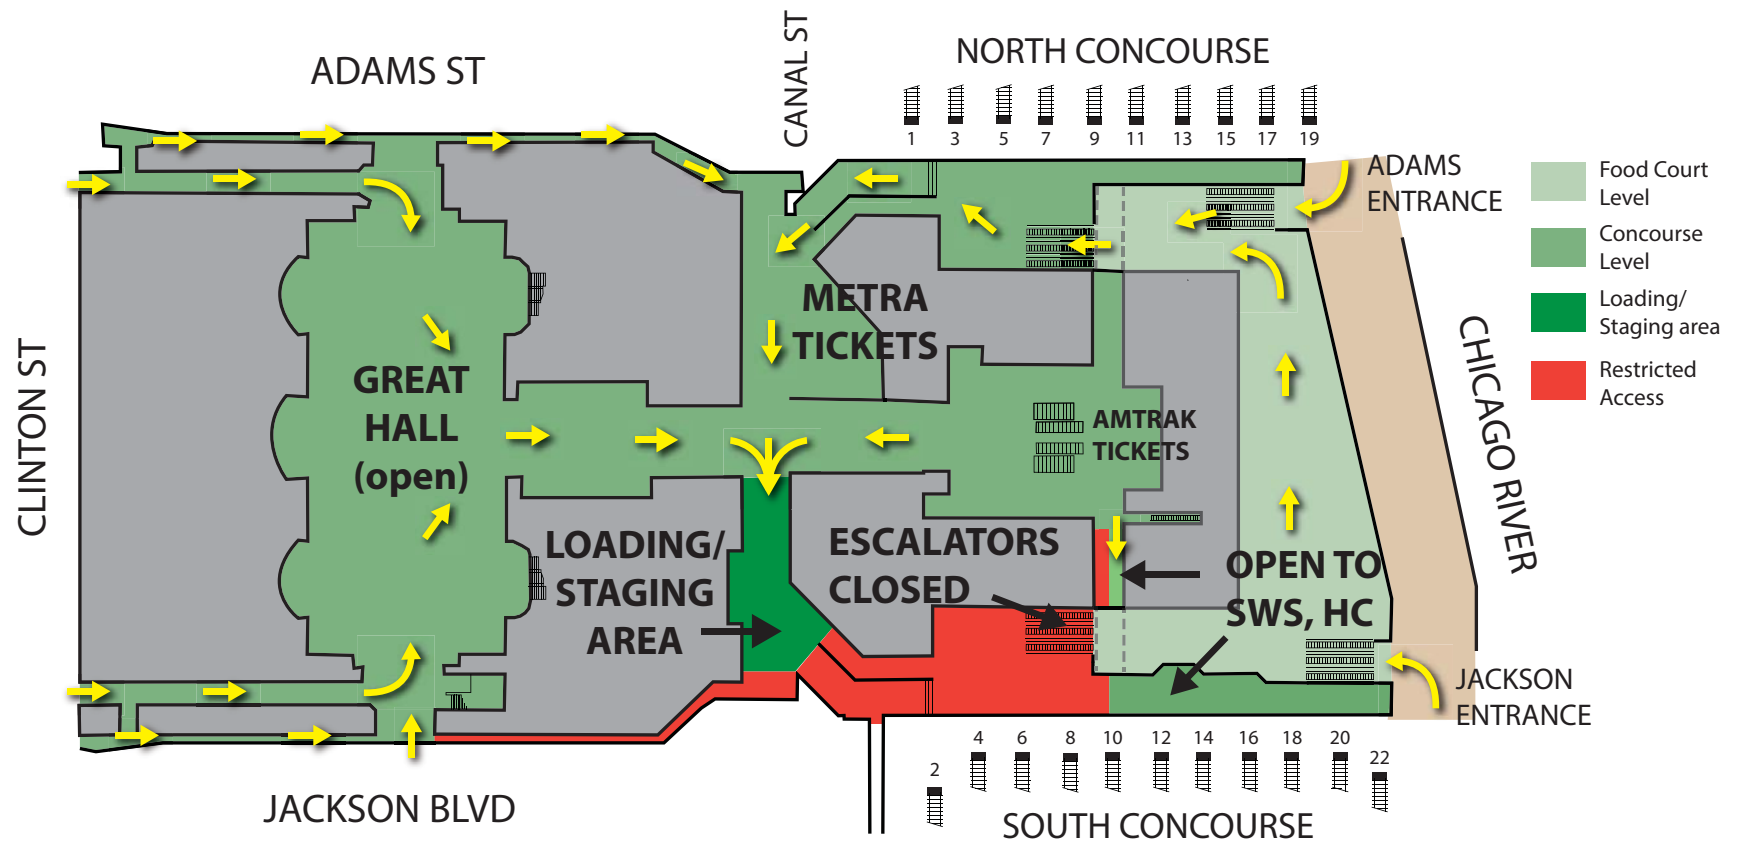 ADAMS ST
CANAL ST
NORTH CONCOURSE
1 3 5 7 9 11 13 15 17 19
ADAMS
ENTRANCE
Food Court
Level
Concourse
Level
Loading/
Staging area
Restricted
Access
METRA
TICKETS
GREAT
HALL
(open)
AMTRAK
TICKETS
CLINTON ST
CHICAGO RIVER
LOADING/
STAGING
AREA
ESCALATORS
CLOSED
OPEN TO
SWS, HC
JACKSON
ENTRANCE
2 4 6 8 10 12 14 16 18 20 22
JACKSON BLVD
SOUTH CONCOURSE